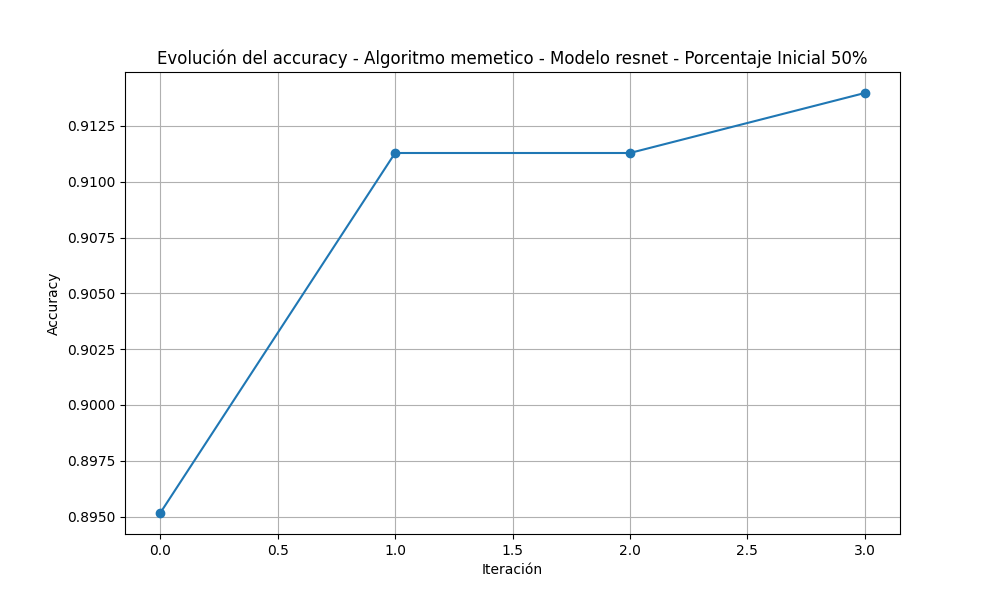 Evolución del accuracy - Algoritmo memetico - Modelo resnet - Porcentaje Inicial 50%
0.9125
0.9100
0.9075
0.9050
0.9025
0.9000
0.8975
0.8950
Accuracy
0.0 0.5 1.0 1.5 2.0 2.5 3.0
Iteración